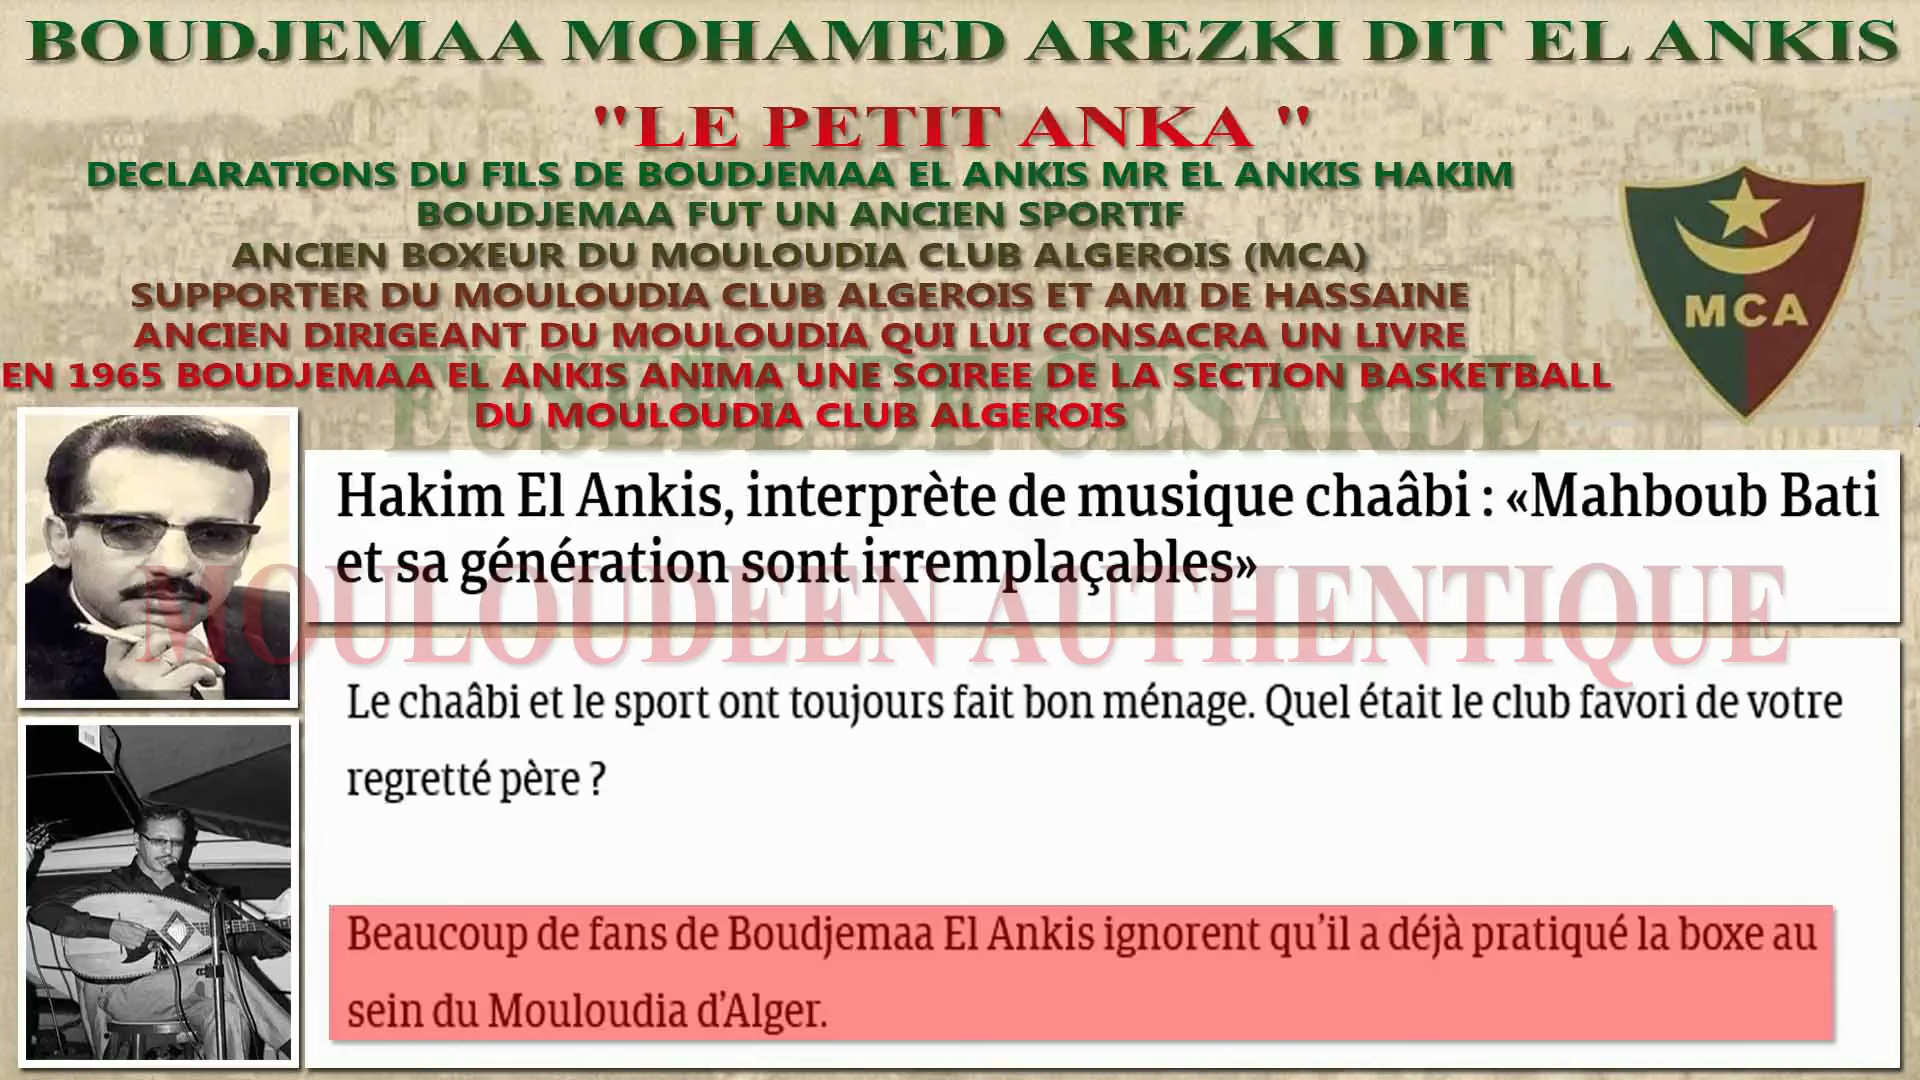 BOUDJEMAA MOHAMED AREZKI DIT EL ANKIS
"LE PETIT ANKA "
DECLARATIONS DU FILS DE BOUDJEMAA EL ANKIS MR EL ANKIS HAKIM
BOUDJEMAA FUT UN ANCIEN SPORTIF
ANCIEN BOXEUR DU MOULOUDIA CLUB ALGEROIS (MCA)
SUPPORTER DU MOULOUDIA CLUB ALGEROIS ET AMI DE HASSAINE
ANCIEN DIRIGEANT DU MOULOUDIA QUI LUI CONSACRA UN LIVRE
EN 1965 BOUDJEMAA EL ANKIS ANIMA UNE SOIREE DE LA SECTION BASKETBALL
DU MOULOUDIA CLUB ALGEROIS
MCA
EUSEBE DE CESAREE
Hakim El Ankis, interprète de musique chaâbi : «Mahboub Bati
et sa génération sont irremplaçables»
MOULOUDEEN AUTHENTIQUE
Le chaâbi et le sport ont toujours fait bon ménage. Quel était le club favori de votre
regretté père ?
Beaucoup de fans de Boudjemaa El Ankis ignorent qu'il a déjà pratiqué la boxe au
sein du Mouloudia d'Alger.